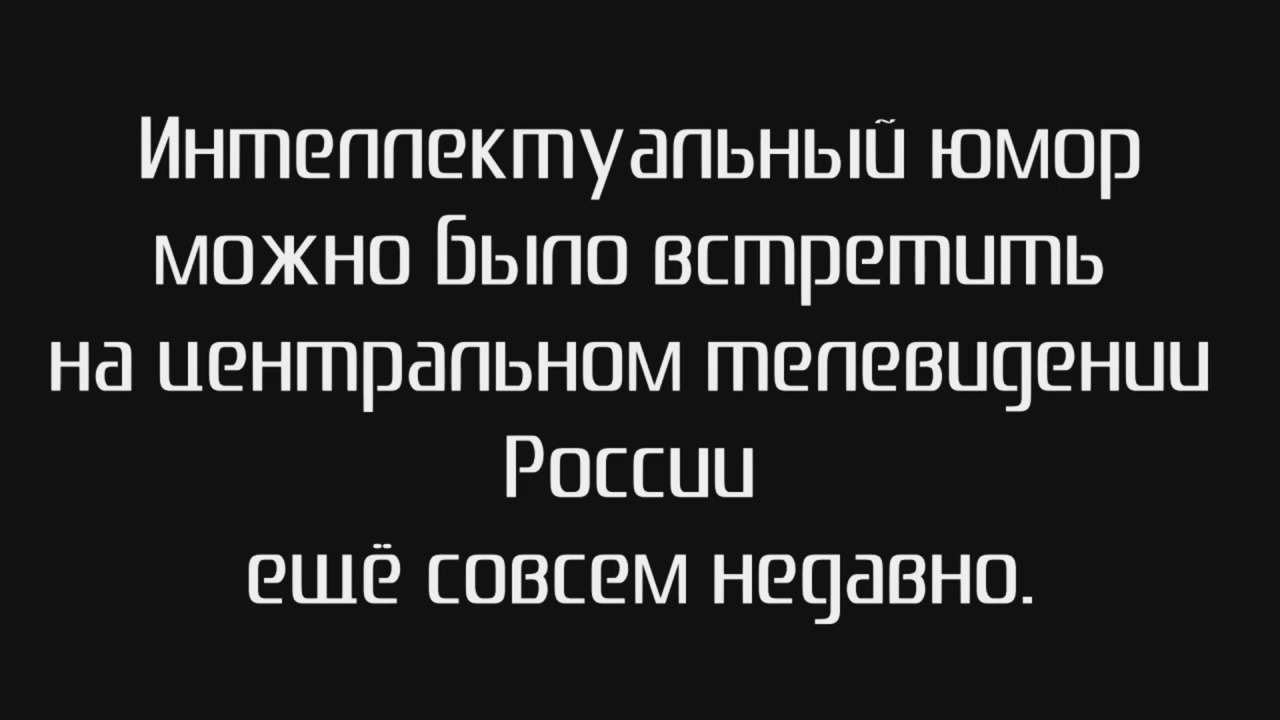 Интеллектуальный юмор
можно было встретить
на центральном телевидении
России
ещё совсем недавно.